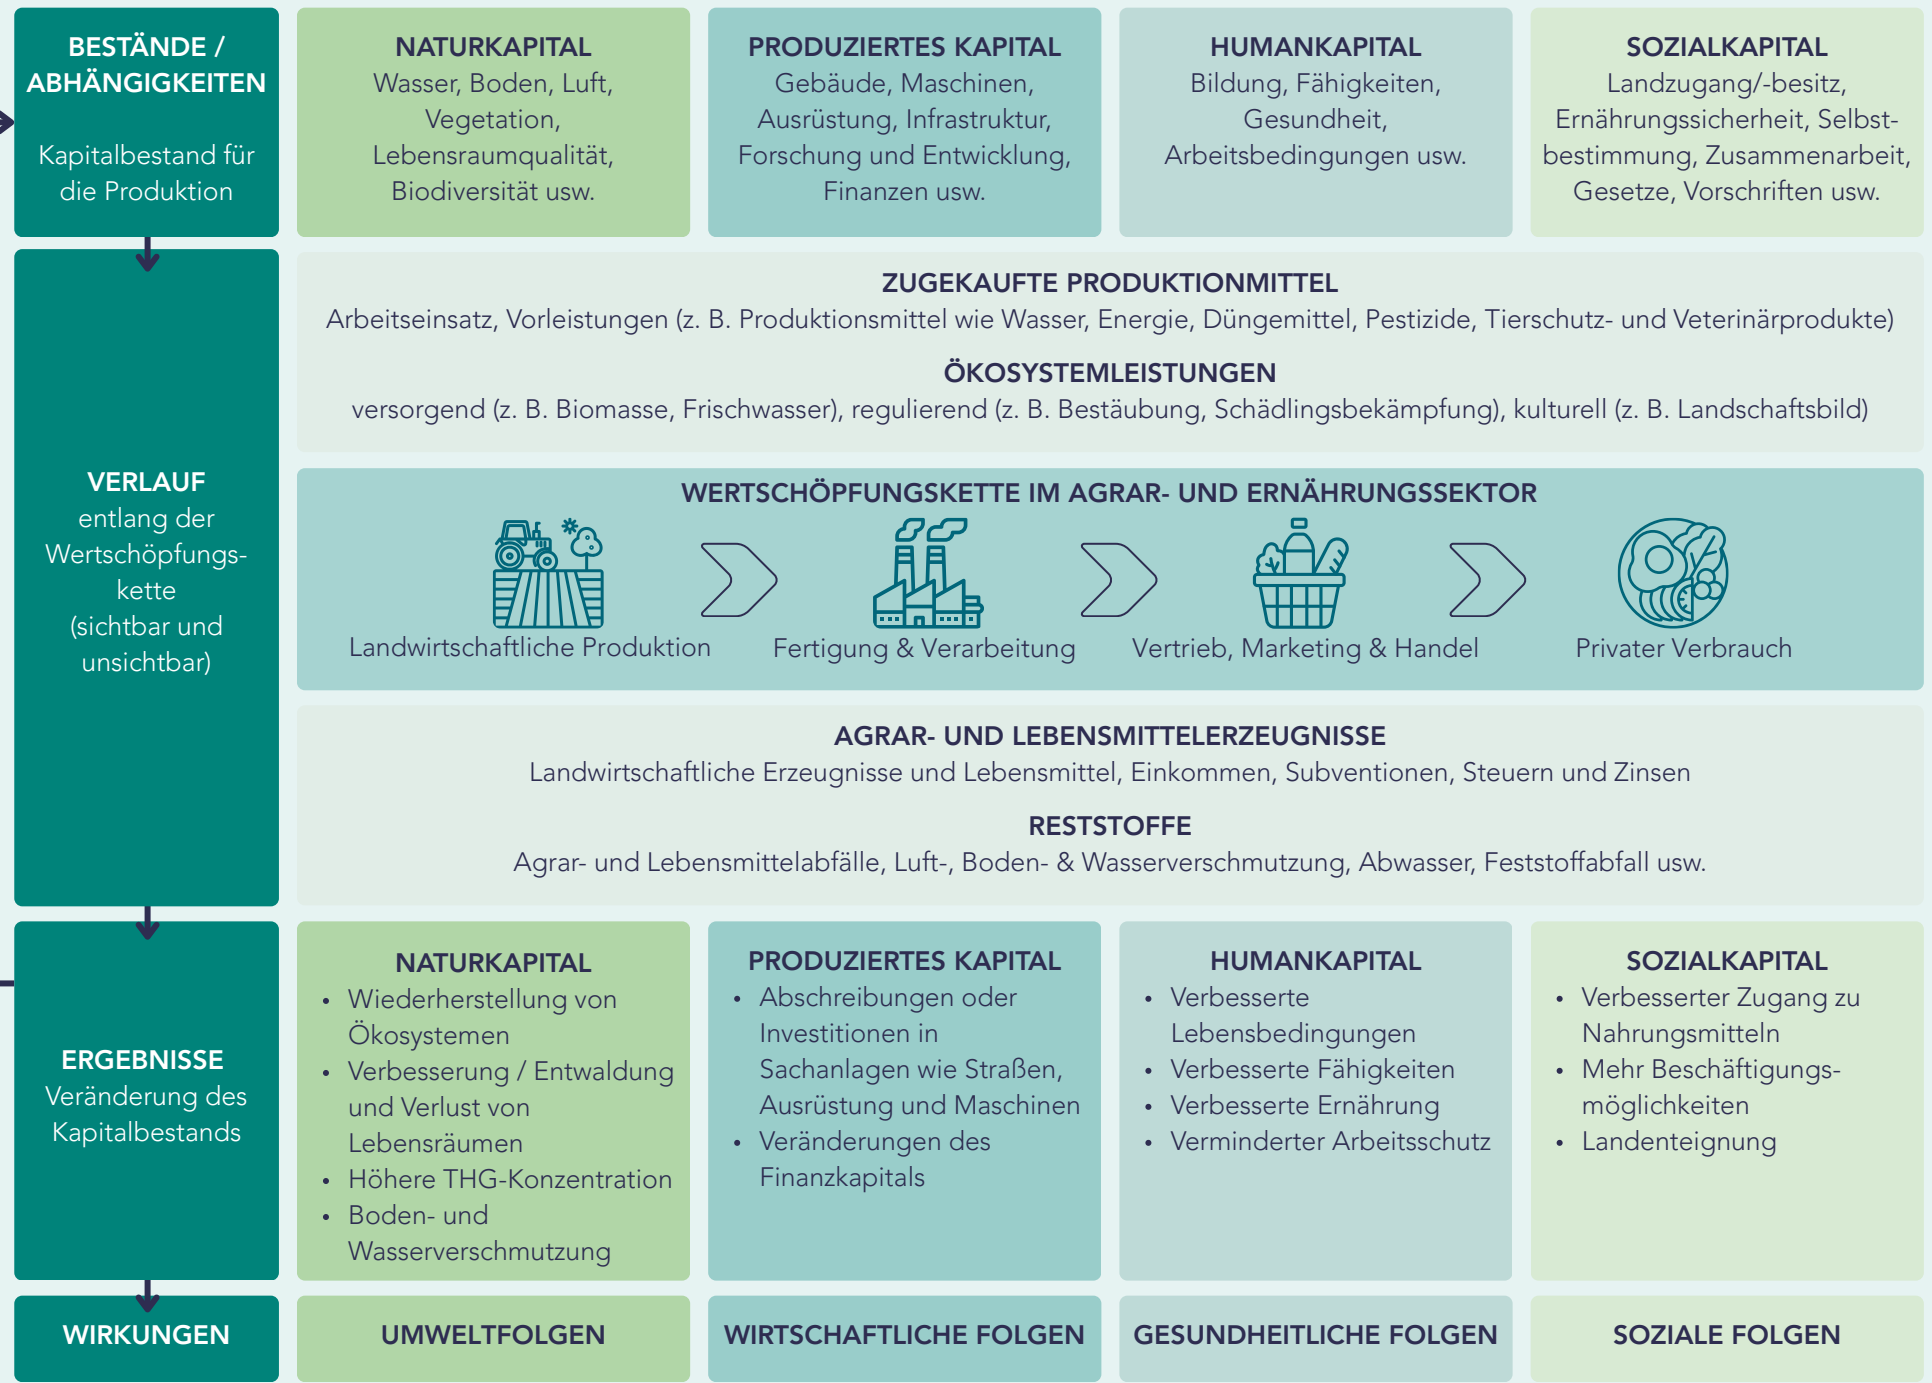 BESTÄNDE /
ABHÄNGIGKEITEN
Kapitalbestand für
die Produktion
NATURKAPITAL
Wasser, Boden, Luft,
Vegetation,
Lebensraumqualität,
Biodiversität usw.
PRODUZIERTES KAPITAL
Gebäude, Maschinen,
Ausrüstung, Infrastruktur,
Forschung und Entwicklung,
Finanzen usw.
HUMANKAPITAL
Bildung, Fähigkeiten,
Gesundheit,
Arbeitsbedingungen usw.
SOZIALKAPITAL
Landzugang/-besitz,
Ernährungssicherheit, Selbst-
bestimmung, Zusammenarbeit,
Gesetze, Vorschriften usw.
VERLAUF
entlang der
Wertschöpfungs-
kette
(sichtbar und
unsichtbar)
ZUGEKAUFTE PRODUKTIONMITTEL
Arbeitseinsatz, Vorleistungen (z. B. Produktionsmittel wie Wasser, Energie, Düngemittel, Pestizide, Tierschutz- und Veterinärprodukte)
ÖKOSYSTEMLEISTUNGEN
versorgend (z. B. Biomasse, Frischwasser), regulierend (z. B. Bestäubung, Schädlingsbekämpfung), kulturell (z. B. Landschaftsbild)
WERTSCHÖPFUNGSKETTE IM AGRAR- UND ERNÄHRUNGSSEKTOR
Landwirtschaftliche Produktion
Fertigung & Verarbeitung
Vertrieb, Marketing & Handel
Privater Verbrauch
AGRAR- UND LEBENSMITTELERZEUGNISSE
Landwirtschaftliche Erzeugnisse und Lebensmittel, Einkommen, Subventionen, Steuern und Zinsen
RESTSTOFFE
Agrar- und Lebensmittelabfälle, Luft-, Boden- & Wasserverschmutzung, Abwasser, Feststoffabfall usw.
ERGEBNISSE
Veränderung des
Kapitalbestands
NATURKAPITAL
• Wiederherstellung von
Ökosystemen
• Verbesserung / Entwaldung
und Verlust von
Lebensräumen
• Höhere THG-Konzentration
• Boden- und
Wasserverschmutzung
PRODUZIERTES KAPITAL
• Abschreibungen oder
Investitionen in
Sachanlagen wie Straßen,
Ausrüstung und Maschinen
• Veränderungen des
Finanzkapitals
HUMANKAPITAL
• Verbesserte
Lebensbedingungen
• Verbesserte Fähigkeiten
• Verbesserte Ernährung
• Verminderter Arbeitsschutz
SOZIALKAPITAL
• Verbesserter Zugang zu
Nahrungsmitteln
• Mehr Beschäftigungs-
möglichkeiten
• Landenteignung
WIRKUNGEN
UMWELTFOLGEN
WIRTSCHAFTLICHE FOLGEN
GESUNDHEITLICHE FOLGEN
SOZIALE FOLGEN